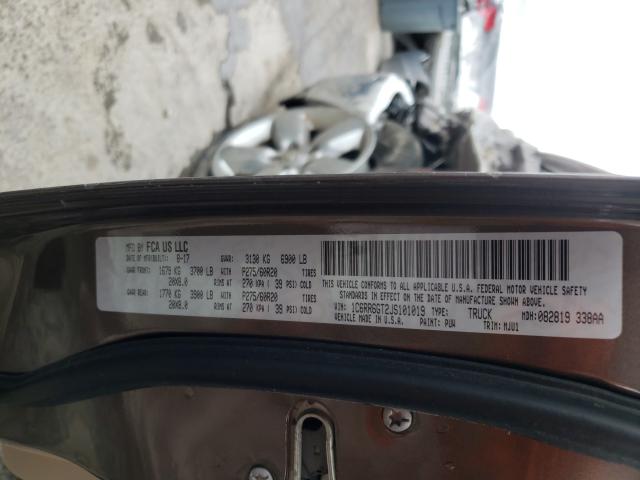 MFD BY FCA US LLC
DATE OF MFR(BUILT): 8-17 GVWR: 3130 KG 6900 LB
GAWR FRONT: 1679 KG 3700 LB WITH P275/60R20 TIRES
20X8.0 RIMS AT 270 KPA ( 39 PSI) COLD
GAWR REAR: 1770 KG 3900 LB WITH P275/60R20 TIRES
20X8.0 RIMS AT 270 KPA ( 39 PSI) COLD
THIS VEHICLE CONFORMS TO ALL APPLICABLE U.S.A. FEDERAL MOTOR VEHICLE SAFETY
STANDARDS IN EFFECT ON THE DATE OF MANUFACTURE SHOWN ABOVE.
VIN: 1C6RR6GT2JS101019 TYPE: TRUCK MDH: 082819 338AA
VEHICLE MADE IN U.S.A. PAINT: PUW TRIM: MJV1